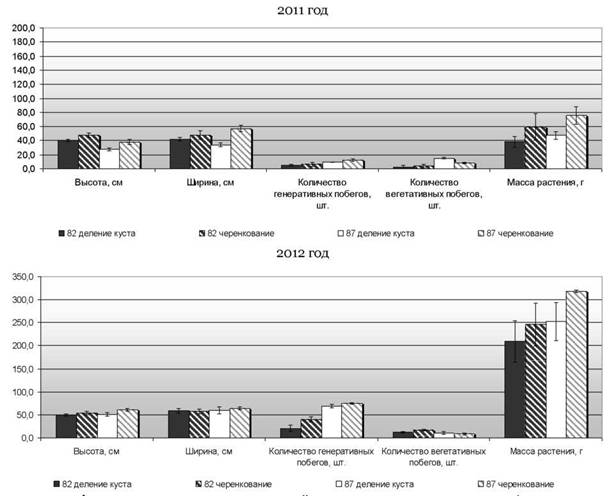 2011 год
200,0
180,0
160,0
140,0
120,0
100,0
80,0
60,0
40,0
20,0
0,0
Высота, см
Ширина, см
Количество
генеративных побегов,
шт.
Количество
вегетативных побегов,
шт.
Масса растения, г
82 деление куста
82 черенкование
87 деление куста
87 черенкование
2012 год
350,0
300,0
250,0
200,0
150,0
100,0
50,0
0,0
Высота, см
Ширина, см
Количество генеративных
побегов, шт.
Количество вегетативных
побегов, шт.
Масса растения, г
82 деление куста
82 черенкование
87 деление куста
87 черенкование